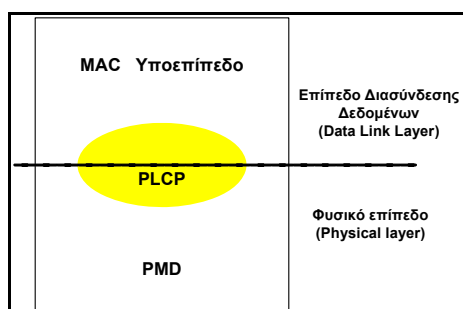 MAC Υποεπίπεδο
Επίπεδο Διασύνδεσης
Δεδομένων
(Data Link Layer)
PLCP
Φυσικό επίπεδο
(Physical layer)
PMD